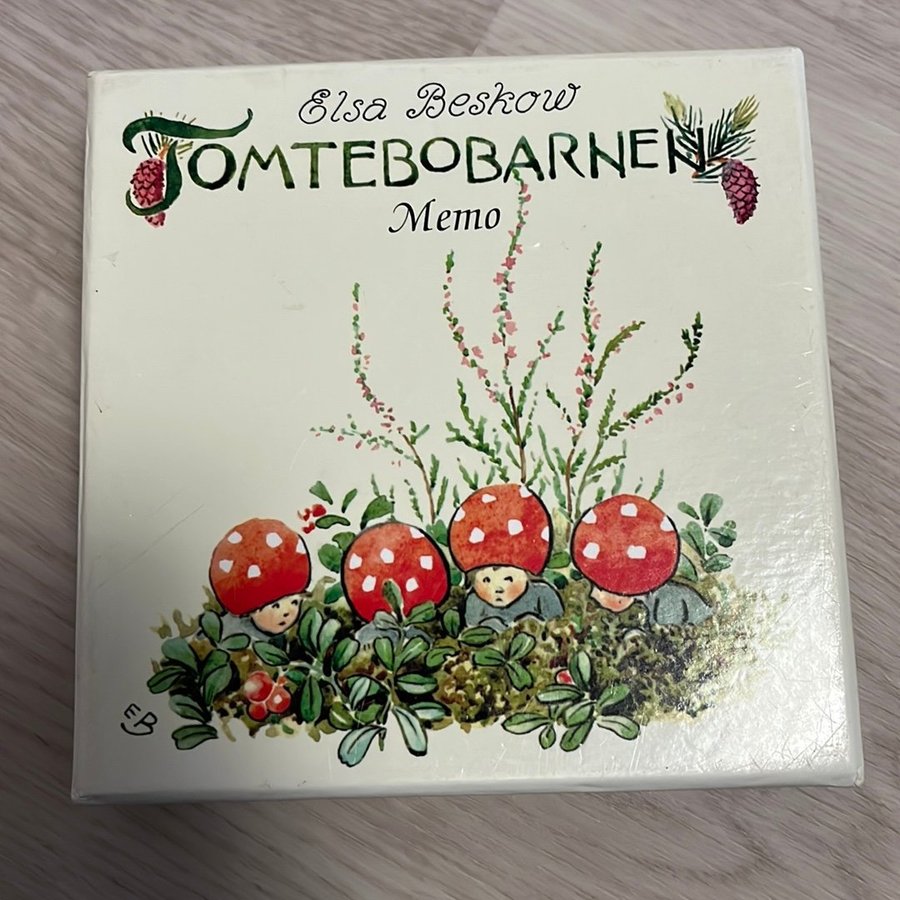 Elsa Beskow
TOMTEBOBARNEN
Memo
EB